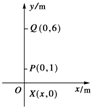 y/m
Q(0,6)
P(0,1)
O
X(x,0)
x/m